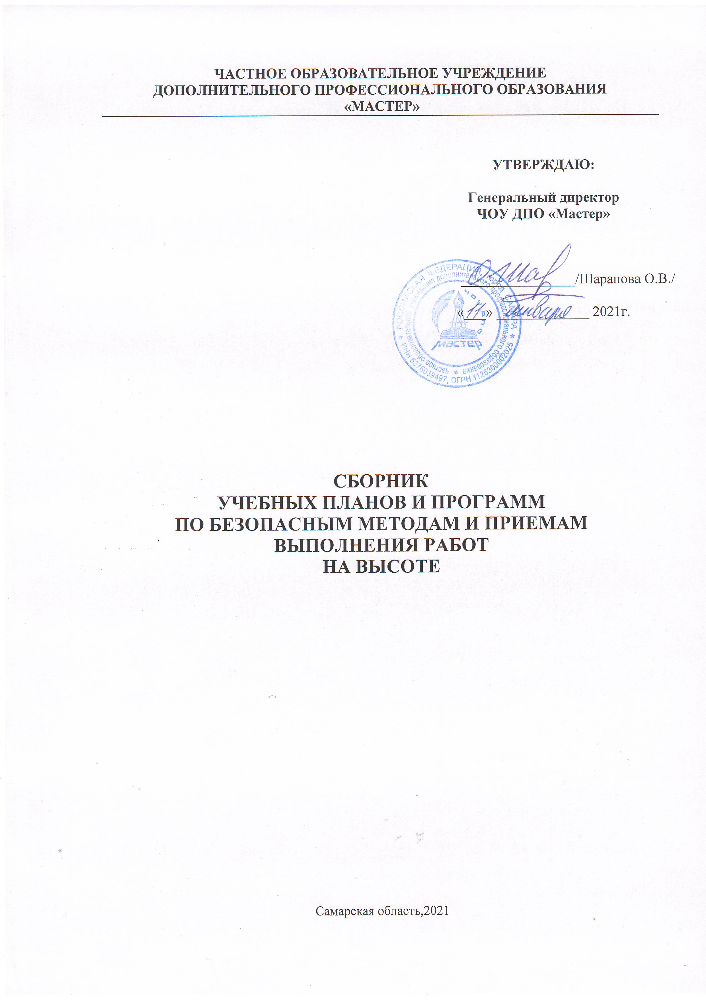 ЧАСТНОЕ ОБРАЗОВАТЕЛЬНОЕ УЧРЕЖДЕНИЕ
ДОПОЛНИТЕЛЬНОГО ПРОФЕССИОНАЛЬНОГО ОБРАЗОВАНИЯ
«МАСТЕР»
УТВЕРЖДАЮ:
Генеральный директор
ЧОУ ДПО «Мастер»
/Шарапова О.В./
«11» января 2021г.
РОССИЙСКАЯ ФЕДЕРАЦИЯ, город САМАРА
ИНН 6376039497, ОГРН 1126300002025
частное образовательное учреждение дополнительного профессионального образования
ЧОУ ДПО
мастер
СБОРНИК
УЧЕБНЫХ ПЛАНОВ И ПРОГРАММ
ПО БЕЗОПАСНЫМ МЕТОДАМ И ПРИЕМАМ
ВЫПОЛНЕНИЯ РАБОТ
НА ВЫСОТЕ
Самарская область,2021